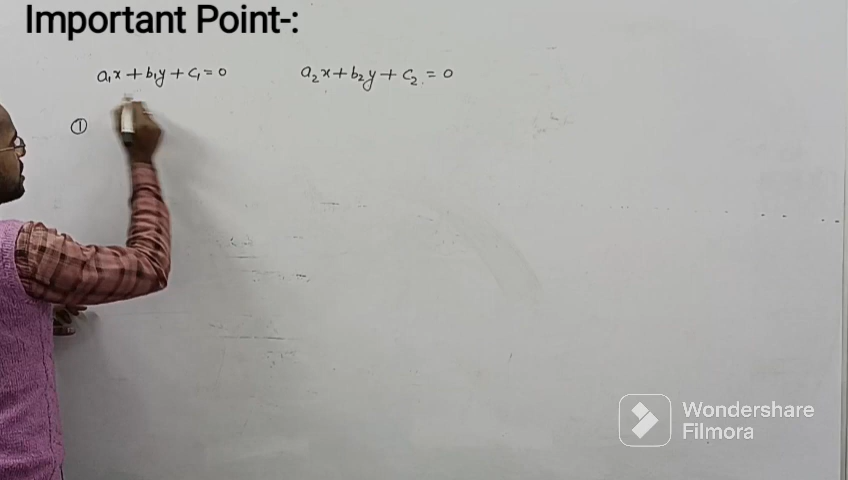 Important Point-:
a₁x + b₁y + c₁ = 0 a₂x + b₂y + c₂ = 0
①
Wondershare
Filmora